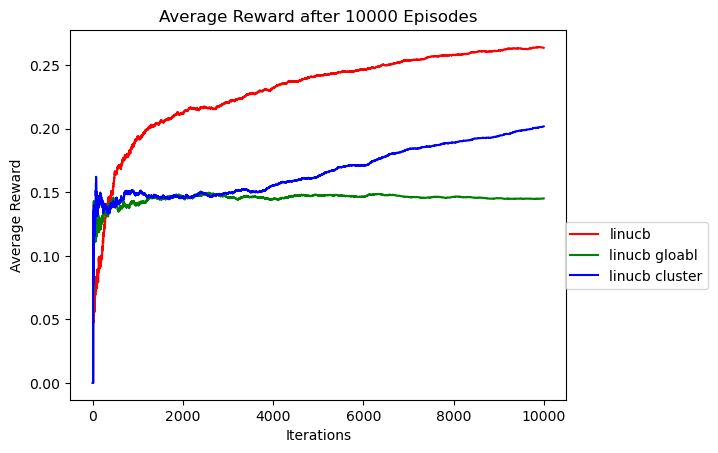 Average Reward after 10000 Episodes
Average Reward
0.25
0.20
0.15
0.10
0.05
0.00
0
2000
4000
6000
8000
10000
Iterations
linucb
linucb gloabl
linucb cluster